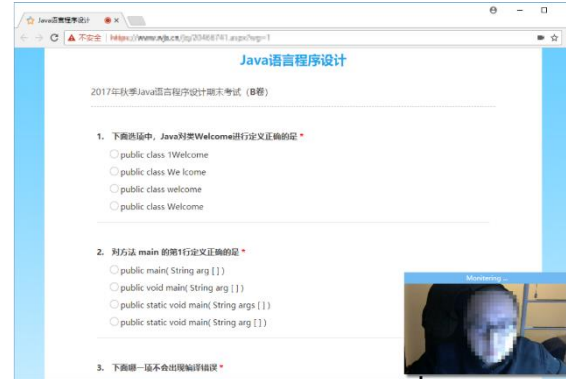 Java语言程序设计
不安全
Java语言程序设计
2017年秋季Java语言程序设计期末考试（B卷）
1. 下面选项中，Java对类Welcome进行定义正确的是 *
public class 1Welcome
public class We lcome
public class welcome
public class Welcome
2. 对方法 main 的第1行定义正确的是 *
public main( String arg [ ] )
public void main( String arg [ ] )
public static void main( String args [ ] )
public static void main( String arg [ ] )
Monitering ...
3. 下面哪一项不会出现编译错误 *